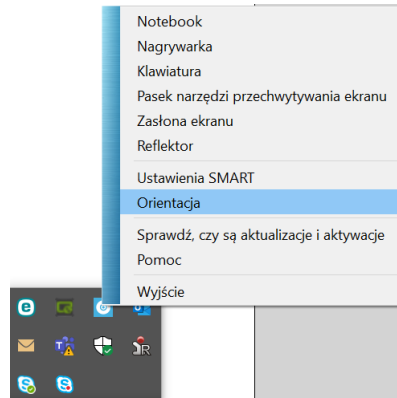 Notebook
Nagrywarka
Klawiatura
Pasek narzędzi przechwytywania ekranu
Zasłona ekranu
Reflektor
Ustawienia SMART
Orientacja
Sprawdź, czy są aktualizacje i aktywacje
Pomoc
Wyjście